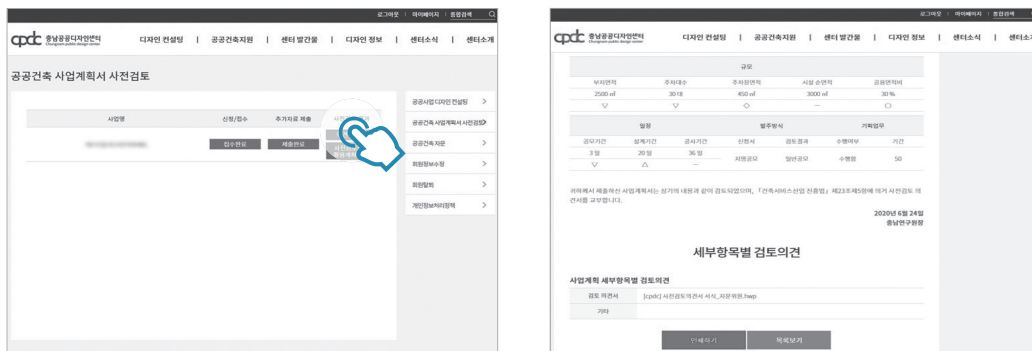 로그아웃 | 마이페이지 | 통합검색
cpdc 충남공공디자인센터
Chungnam public design center
디자인 컨설팅 | 공공건축지원 | 센터 발간물 | 디자인 정보 | 센터소식 | 센터소개
공공건축 사업계획서 사전검토
사업명 신청/접수 추가자료 제출
접수완료 제출완료
공공사업 디자인 컨설팅 >
공공건축 사업계획서 사전검토 >
공공건축 자문 >
회원정보수정 >
회원탈퇴 >
개인정보처리정책 >
로그아웃 | 마이페이지 | 통합검색
cpdc 충남공공디자인센터
Chungnam public design center
디자인 컨설팅 | 공공건축지원 | 센터 발간물 | 디자인 정보 | 센터소식 | 센터소개
규모
부지면적 주차대수 주차장면적 시설 순면적 공용면적비
2500 ㎡ 30 대 450 ㎡ 3000 ㎡ 30 %
▽ ▽ ◇ － ○
일정 발주방식 기획업무
공모기간 설계기간 공사기간 신청서 검토결과 수행여부 기간
3 월 20 월 36 월 지명공모 일반공모 수행함 50
▽ △ －
귀하께서 제출하신 사업계획서는 상기의 내용과 같이 검토되었으며, 「건축서비스산업 진흥법」 제23조제5항에 의거 사전검토 의
견서를 교부합니다.
2020년 6월 24일
충남연구원장
세부항목별 검토의견
사업계획 세부항목별 검토의견
검토 의견서 [cpdc] 사전검토의견서 서식_자문위원.hwp
기타
인쇄하기 목록보기